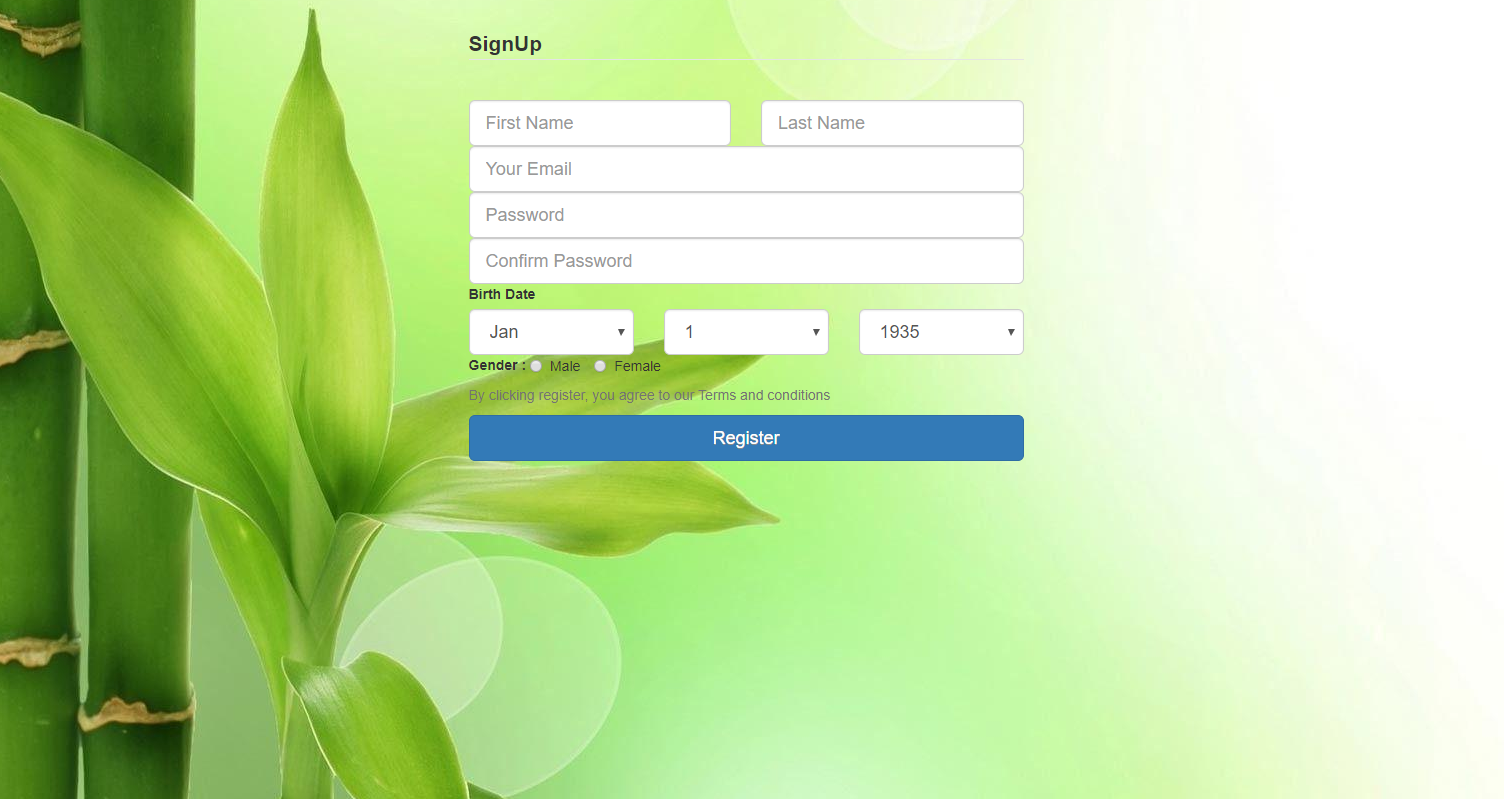 SignUp
First Name Last Name
Your Email
Password
Confirm Password
Birth Date
Jan 1 1935
Gender : Male Female
By clicking register, you agree to our Terms and conditions
Register